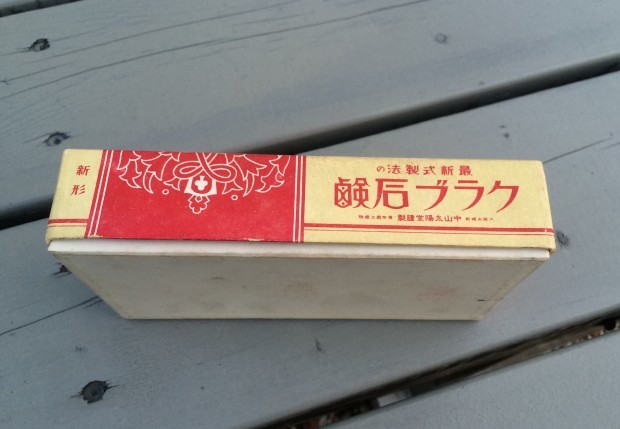 最新式製法の
クラブ石鹼
中山太陽堂謹製
新形